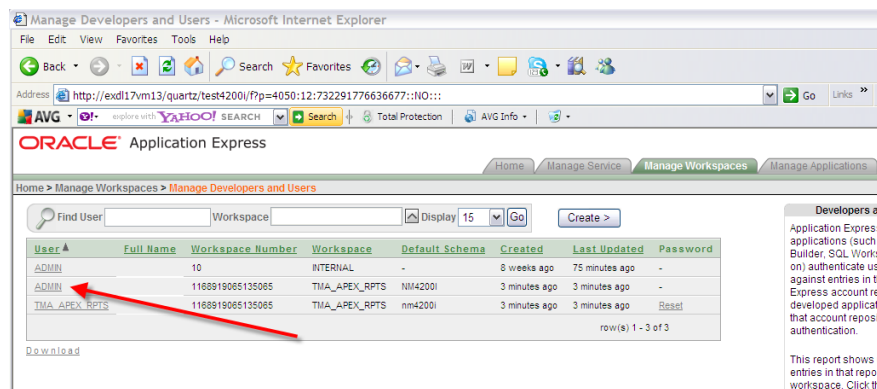 Manage Developers and Users - Microsoft Internet Explorer
File Edit View Favorites Tools Help
Back Search Favorites
Address http://exdl17vm13/quartz/test4200i/f?p=4050:12:732291776636677::NO::: Go Links »
AVG explore with YAHOO! SEARCH Search Total Protection AVG Info
ORACLE Application Express
Home Manage Service Manage Workspaces Manage Applications
Home > Manage Workspaces > Manage Developers and Users
Find User Workspace Display 15 Go Create >
User Full Name Workspace Number Workspace Default Schema Created Last Updated Password
ADMIN 10 INTERNAL - 8 weeks ago 75 minutes ago -
ADMIN 1168919065135065 TMA_APEX_RPTS NM4200I 3 minutes ago 3 minutes ago -
TMA_APEX_RPTS 1168919065135065 TMA_APEX_RPTS nm4200i 3 minutes ago 3 minutes ago Reset
row(s) 1 - 3 of 3
Download
Developers a
Application Expres
applications (such
Builder, SQL Works
on) authenticate us
against entries in t
Express account re
developed applicat
that account reposi
authentication.
This report shows
entries in that repo
workspace. Click th